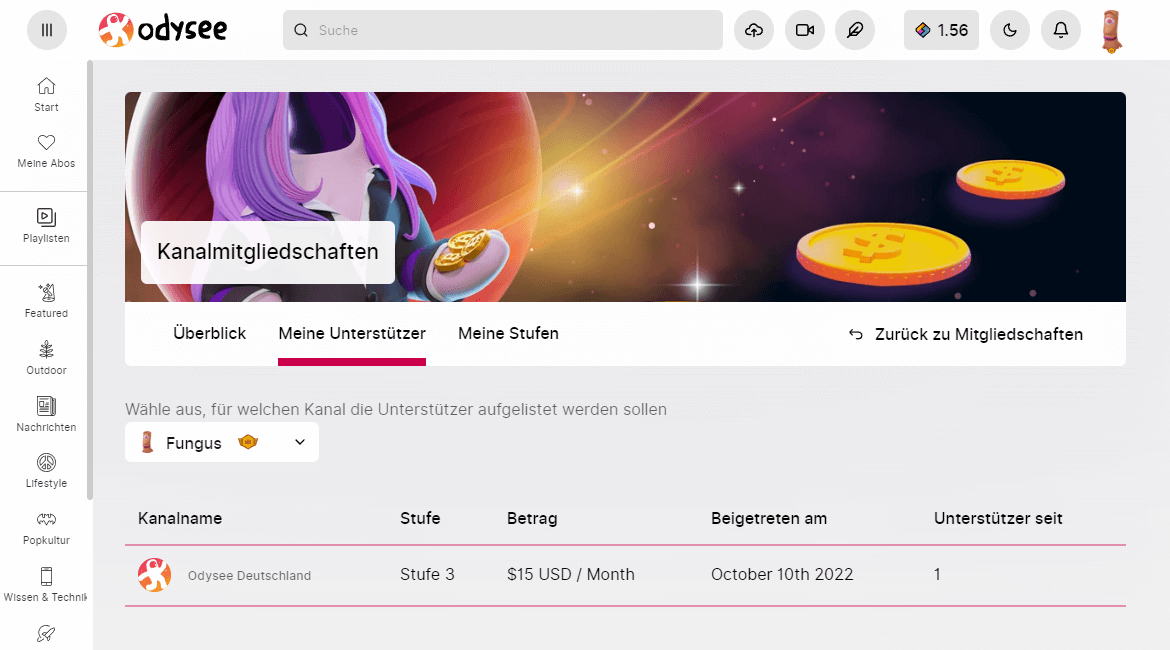 odysee
Suche
1.56
Start
Meine Abos
Playlisten
Featured
Outdoor
Nachrichten
Lifestyle
Popkultur
Wissen & Technik
Kanalmitgliedschaften
Überblick Meine Unterstützer Meine Stufen Zurück zu Mitgliedschaften
Wähle aus, für welchen Kanal die Unterstützer aufgelistet werden sollen
Fungus
Kanalname Stufe Betrag Beigetreten am Unterstützer seit
Odysee Deutschland Stufe 3 $15 USD / Month October 10th 2022 1